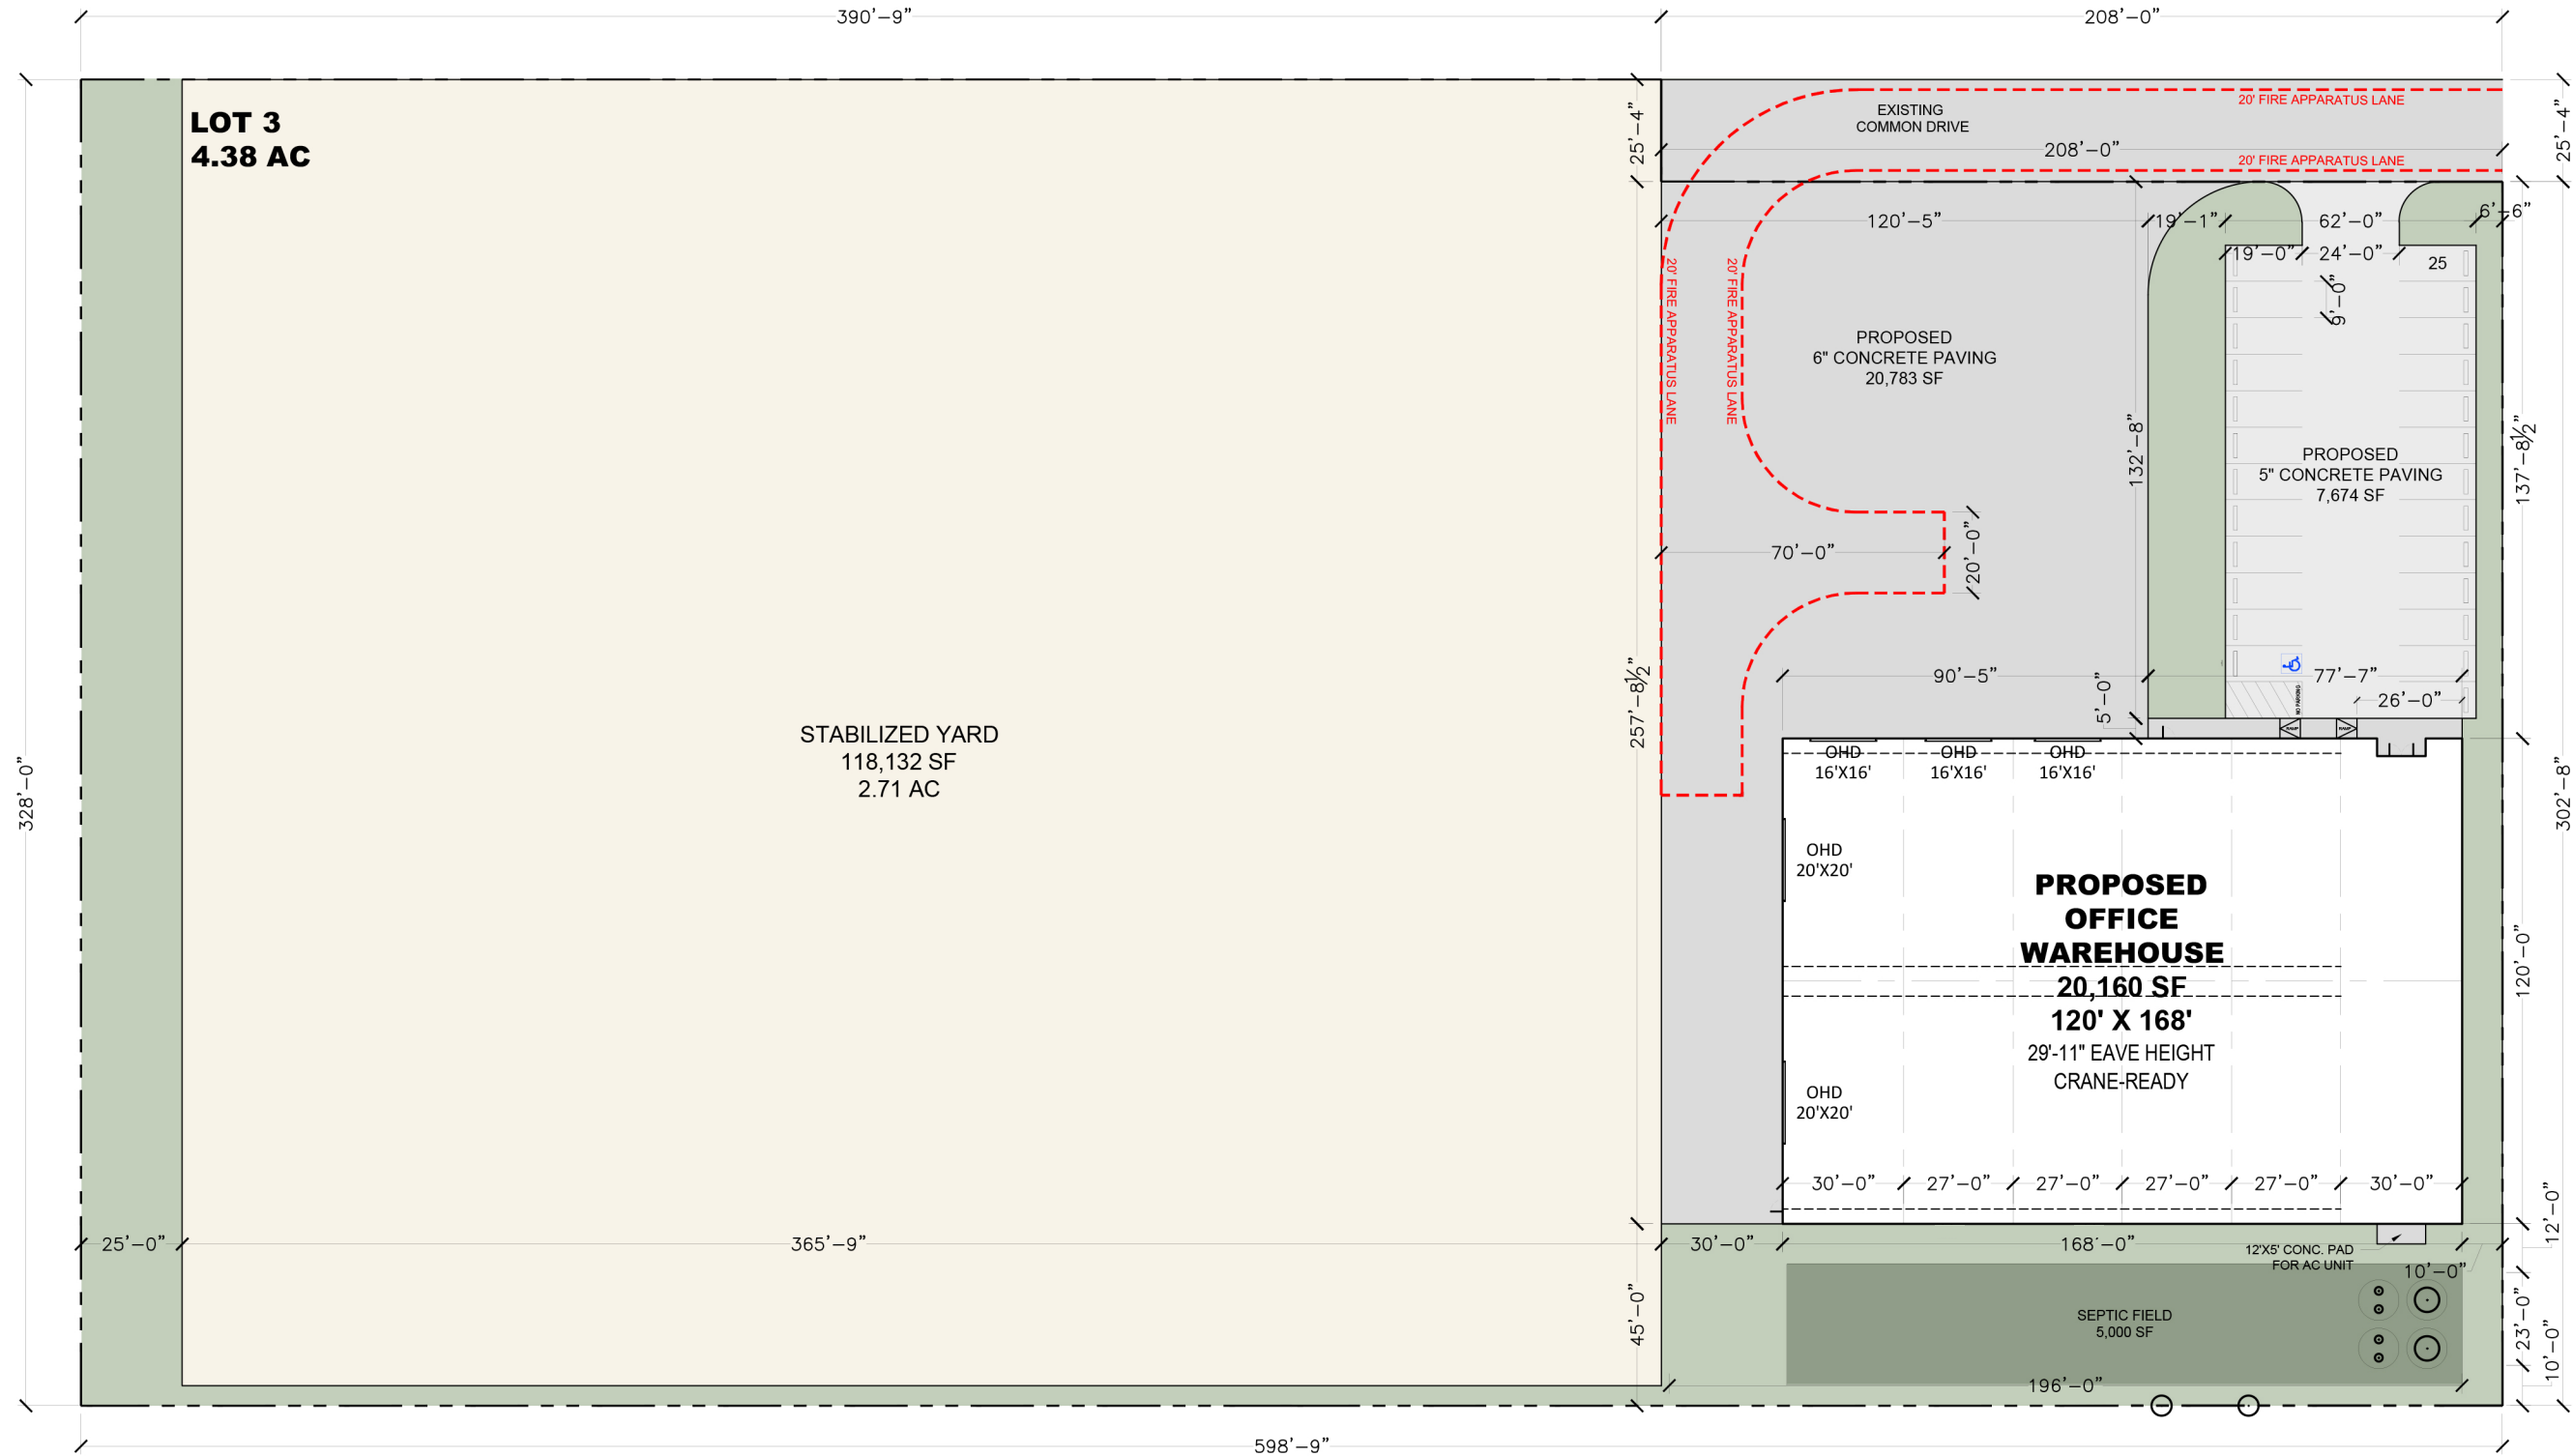 390'-9"
208'-0"
LOT 3
4.38 AC
25'-4"
EXISTING
COMMON DRIVE
20' FIRE APPARATUS LANE
208'-0"
20' FIRE APPARATUS LANE
25'-4"
120'-5"
19'-1"
62'-0"
6'-6"
19'-0"
24'-0"
25
9'-0"
20' FIRE APPARATUS LANE
20' FIRE APPARATUS LANE
PROPOSED
6" CONCRETE PAVING
20,783 SF
132'-8"
PROPOSED
5" CONCRETE PAVING
7,674 SF
137'-8½"
70'-0"
20'-0"
257'-8½"
90'-5"
5'-0"
77'-7"
26'-0"
NO PARKING
RAMP
RAMP
STABILIZED YARD
118,132 SF
2.71 AC
328'-0"
302'-8"
OHD
16'X16'
OHD
16'X16'
OHD
16'X16'
OHD
20'X20'
PROPOSED
OFFICE
WAREHOUSE
20,160 SF
120' X 168'
29'-11" EAVE HEIGHT
CRANE-READY
120'-0"
OHD
20'X20'
30'-0"
27'-0"
27'-0"
27'-0"
27'-0"
30'-0"
12'-0"
25'-0"
365'-9"
30'-0"
168'-0"
12'X5' CONC. PAD
FOR AC UNIT
10'-0"
45'-0"
SEPTIC FIELD
5,000 SF
23'-0"
10'-0"
196'-0"
598'-9"